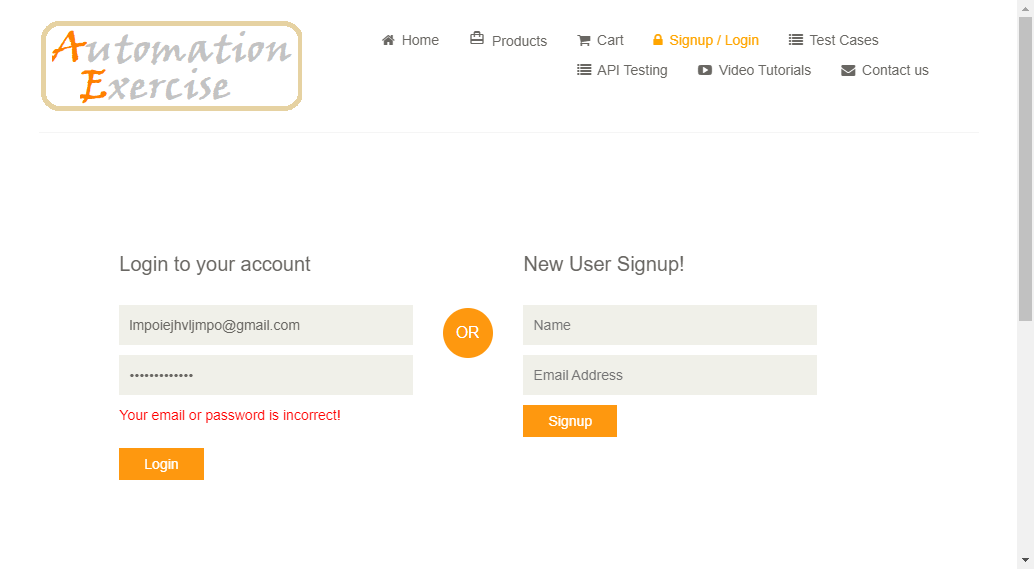 Automation
Exercise
Home Products Cart Signup / Login Test Cases
API Testing Video Tutorials Contact us
Login to your account
lmpoiejhvljmpo@gmail.com
•••••••••••••
Your email or password is incorrect!
Login
OR
New User Signup!
Name
Email Address
Signup